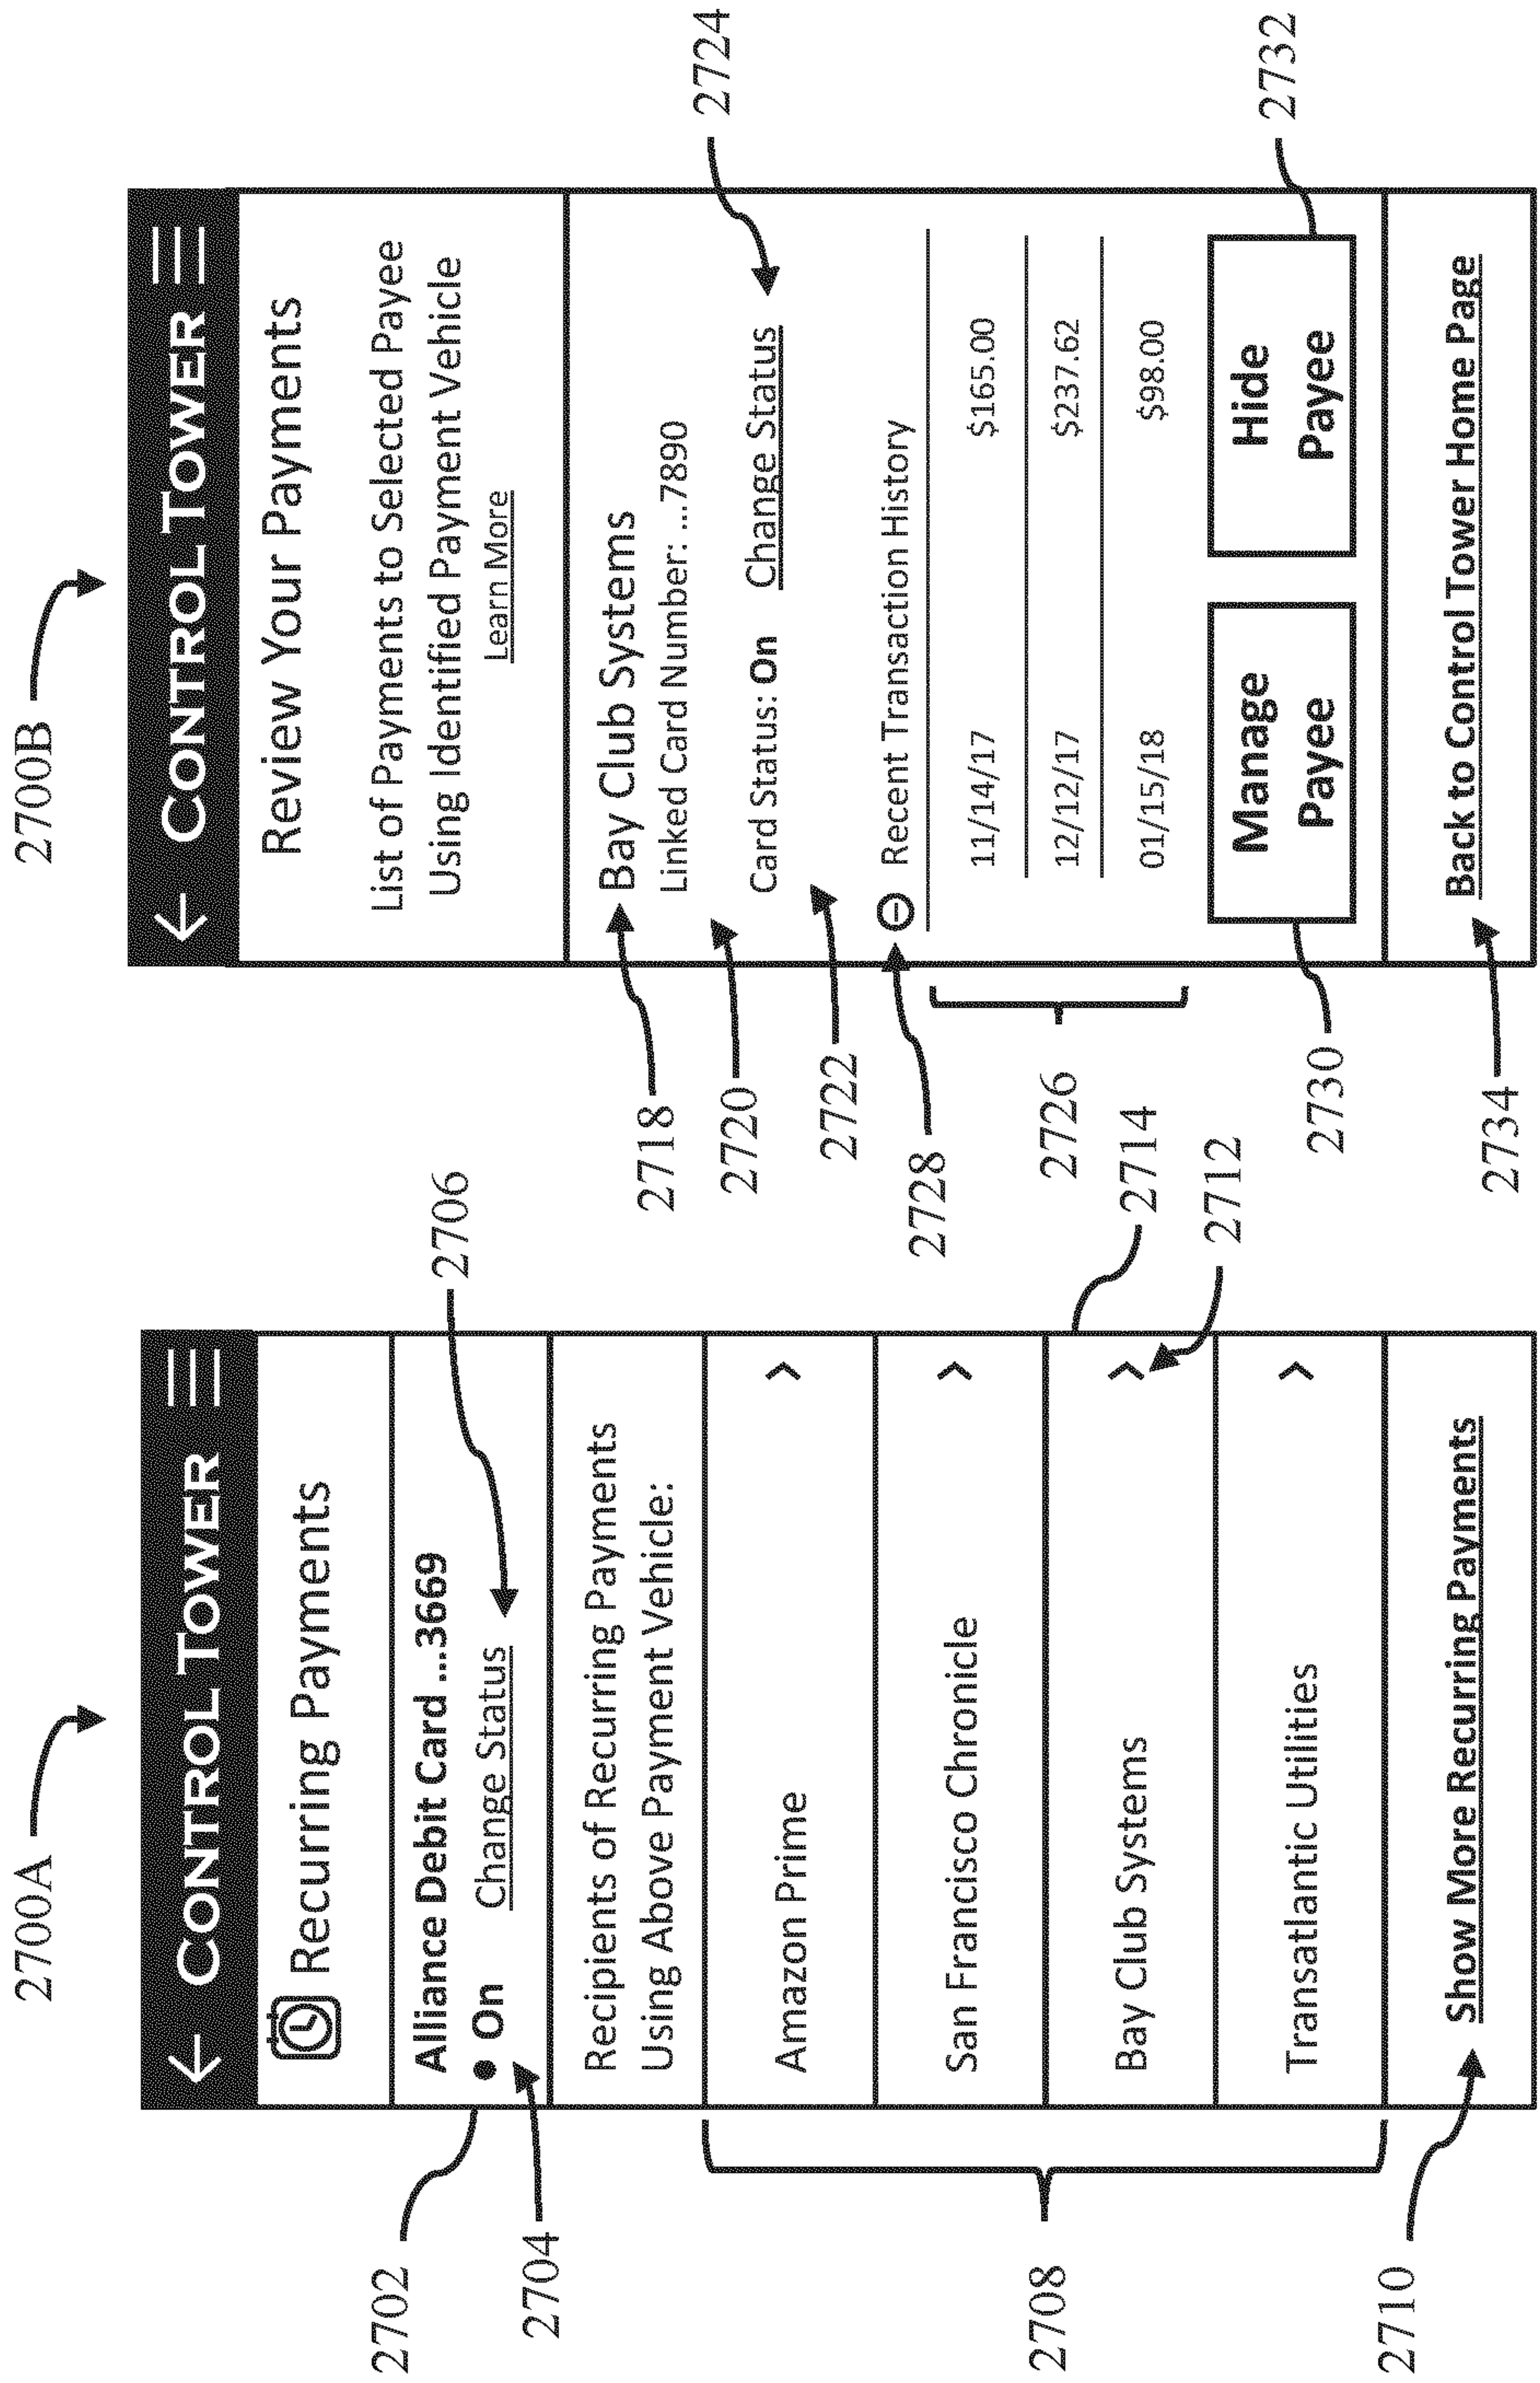 2700A
← CONTROL TOWER
Recurring Payments
Alliance Debit Card ...3669
• On Change Status
Recipients of Recurring Payments
Using Above Payment Vehicle:
Amazon Prime >
San Francisco Chronicle >
Bay Club Systems >
Transatlantic Utilities >
Show More Recurring Payments
2702
2704
2706
2708
2710
2714
2712
2700B
← CONTROL TOWER
Review Your Payments
List of Payments to Selected Payee
Using Identified Payment Vehicle
Learn More
Bay Club Systems
Linked Card Number: ...7890
Card Status: On Change Status
Recent Transaction History
11/14/17 $165.00
12/12/17 $237.62
01/15/18 $98.00
Manage
Payee
Hide
Payee
Back to Control Tower Home Page
2718
2720
2722
2724
2728
2726
2730
2732
2734